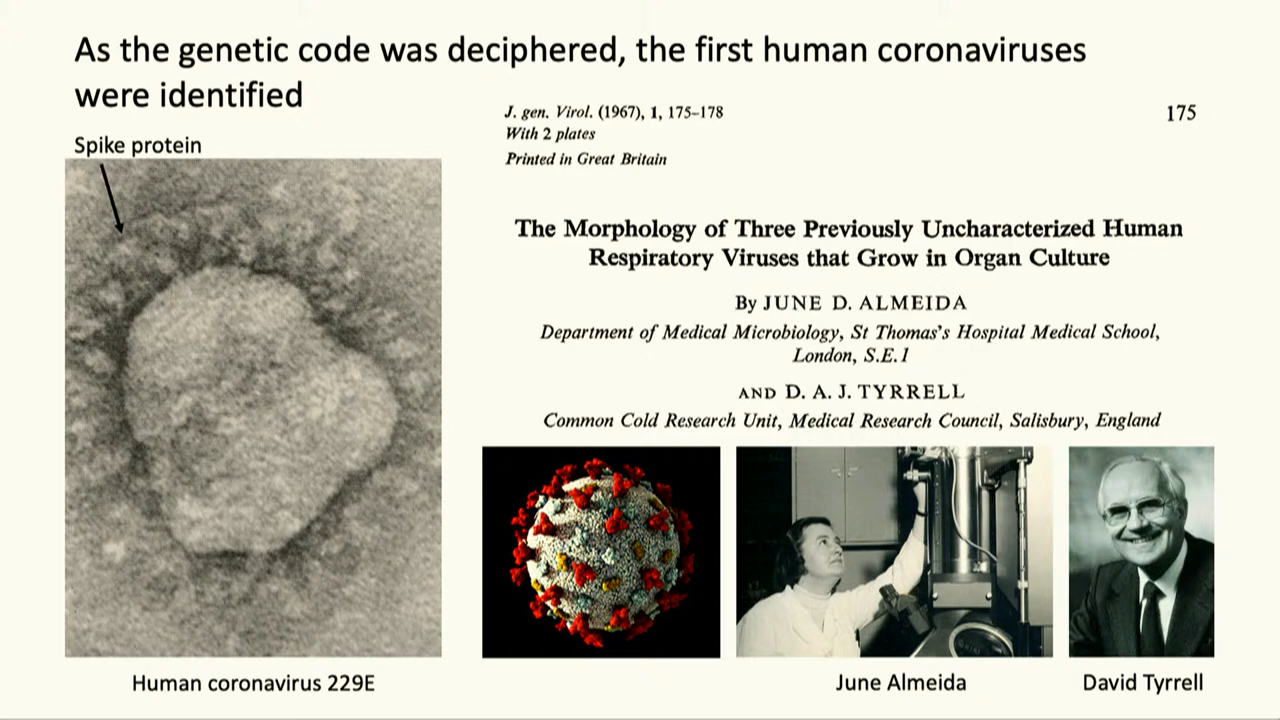 As the genetic code was deciphered, the first human coronaviruses
were identified
Spike protein
J. gen. Virol. (1967), 1, 175–178
With 2 plates
Printed in Great Britain
175
The Morphology of Three Previously Uncharacterized Human
Respiratory Viruses that Grow in Organ Culture
By JUNE D. ALMEIDA
Department of Medical Microbiology, St Thomas's Hospital Medical School,
London, S.E.1
AND D. A. J. TYRRELL
Common Cold Research Unit, Medical Research Council, Salisbury, England
Human coronavirus 229E
June Almeida
David Tyrrell